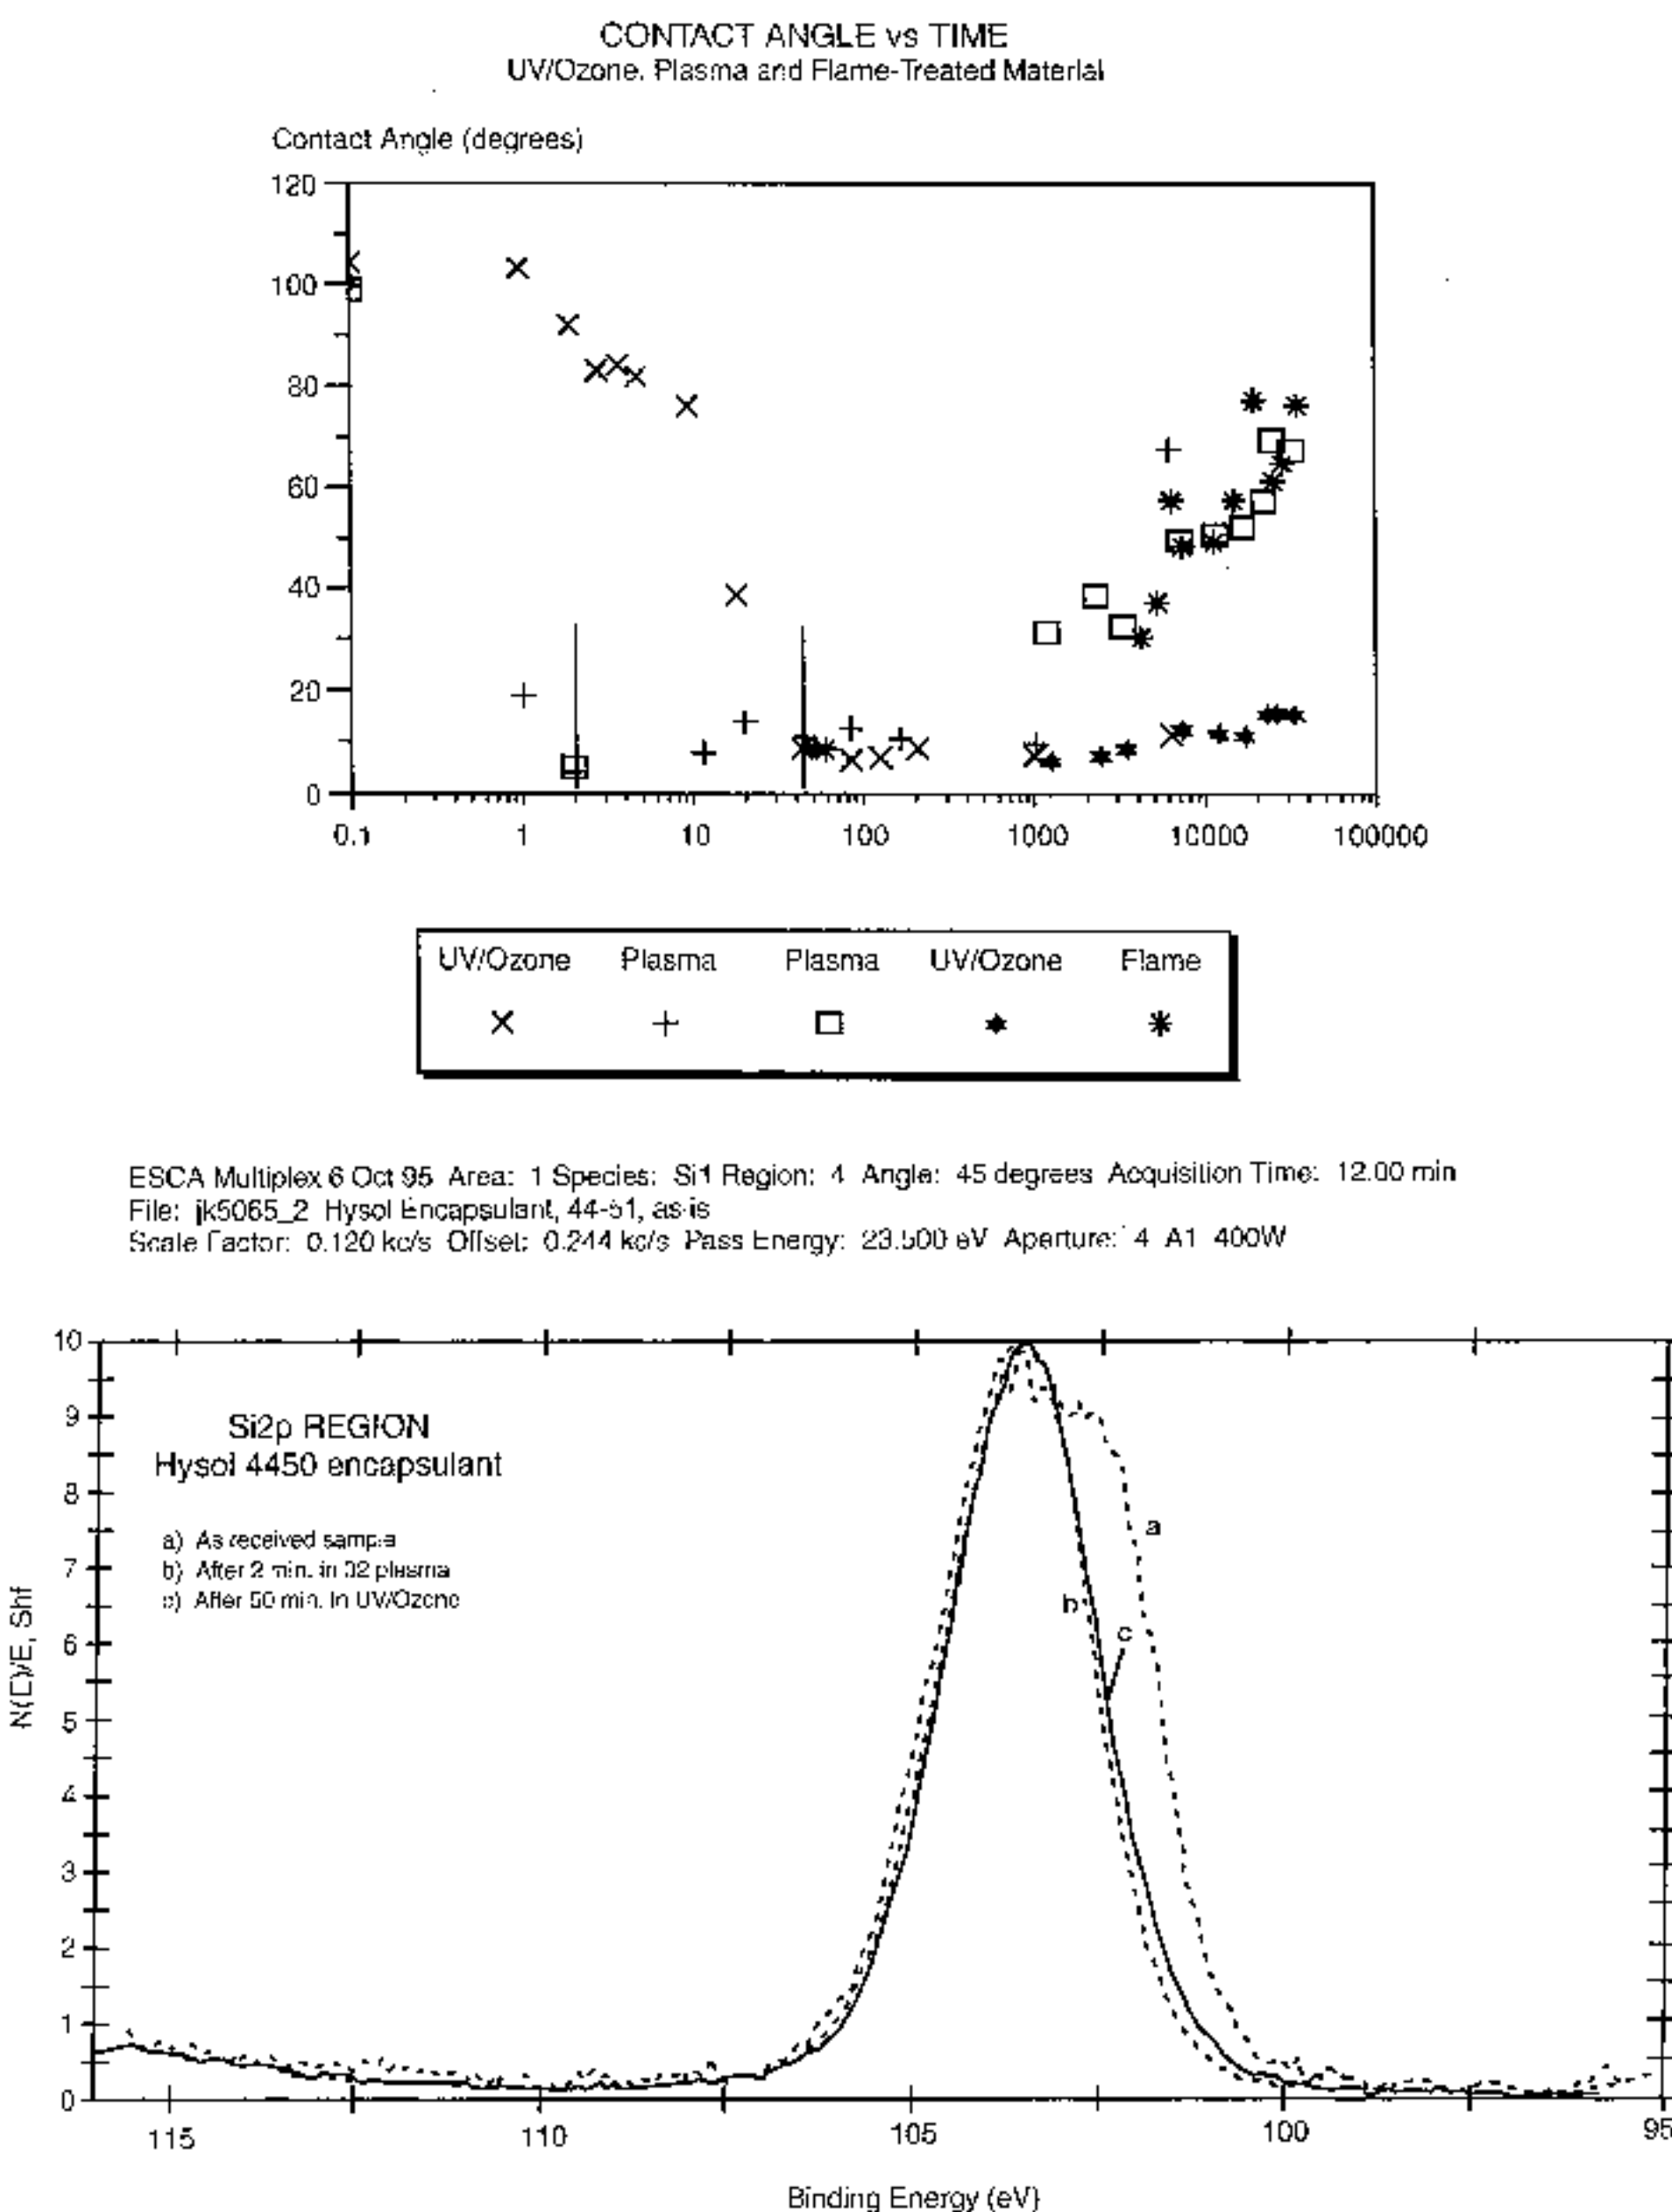 CONTACT ANGLE vs TIME
UV/Ozone, Plasma and Flame-Treated Material
Contact Angle (degrees)
120
100
80
60
40
20
0
0.1 1 10 100 1000 10000 100000
UV/Ozone Plasma Plasma UV/Ozone Flame
ESCA Multiplex 6 Oct 95 Area: 1 Species: Si1 Region: 4 Angle: 45 degrees Acquisition Time: 12.00 min
File: jk5065_2 Hysol Encapsulant, 44-51, as-is
Scale Factor: 0.120 kc/s Offset: 0.244 kc/s Pass Energy: 23.500 eV Aperture: 4 A1 400W
10
9
8
7
6
5
4
3
2
1
0
Si2p REGION
Hysol 4450 encapsulant
a) As received sample
b) After 2 min. in O2 plasma
c) After 50 min. in UV/Ozone
a
b
c
N(E)/E, Shf
115 110 105 100 95
Binding Energy (eV)